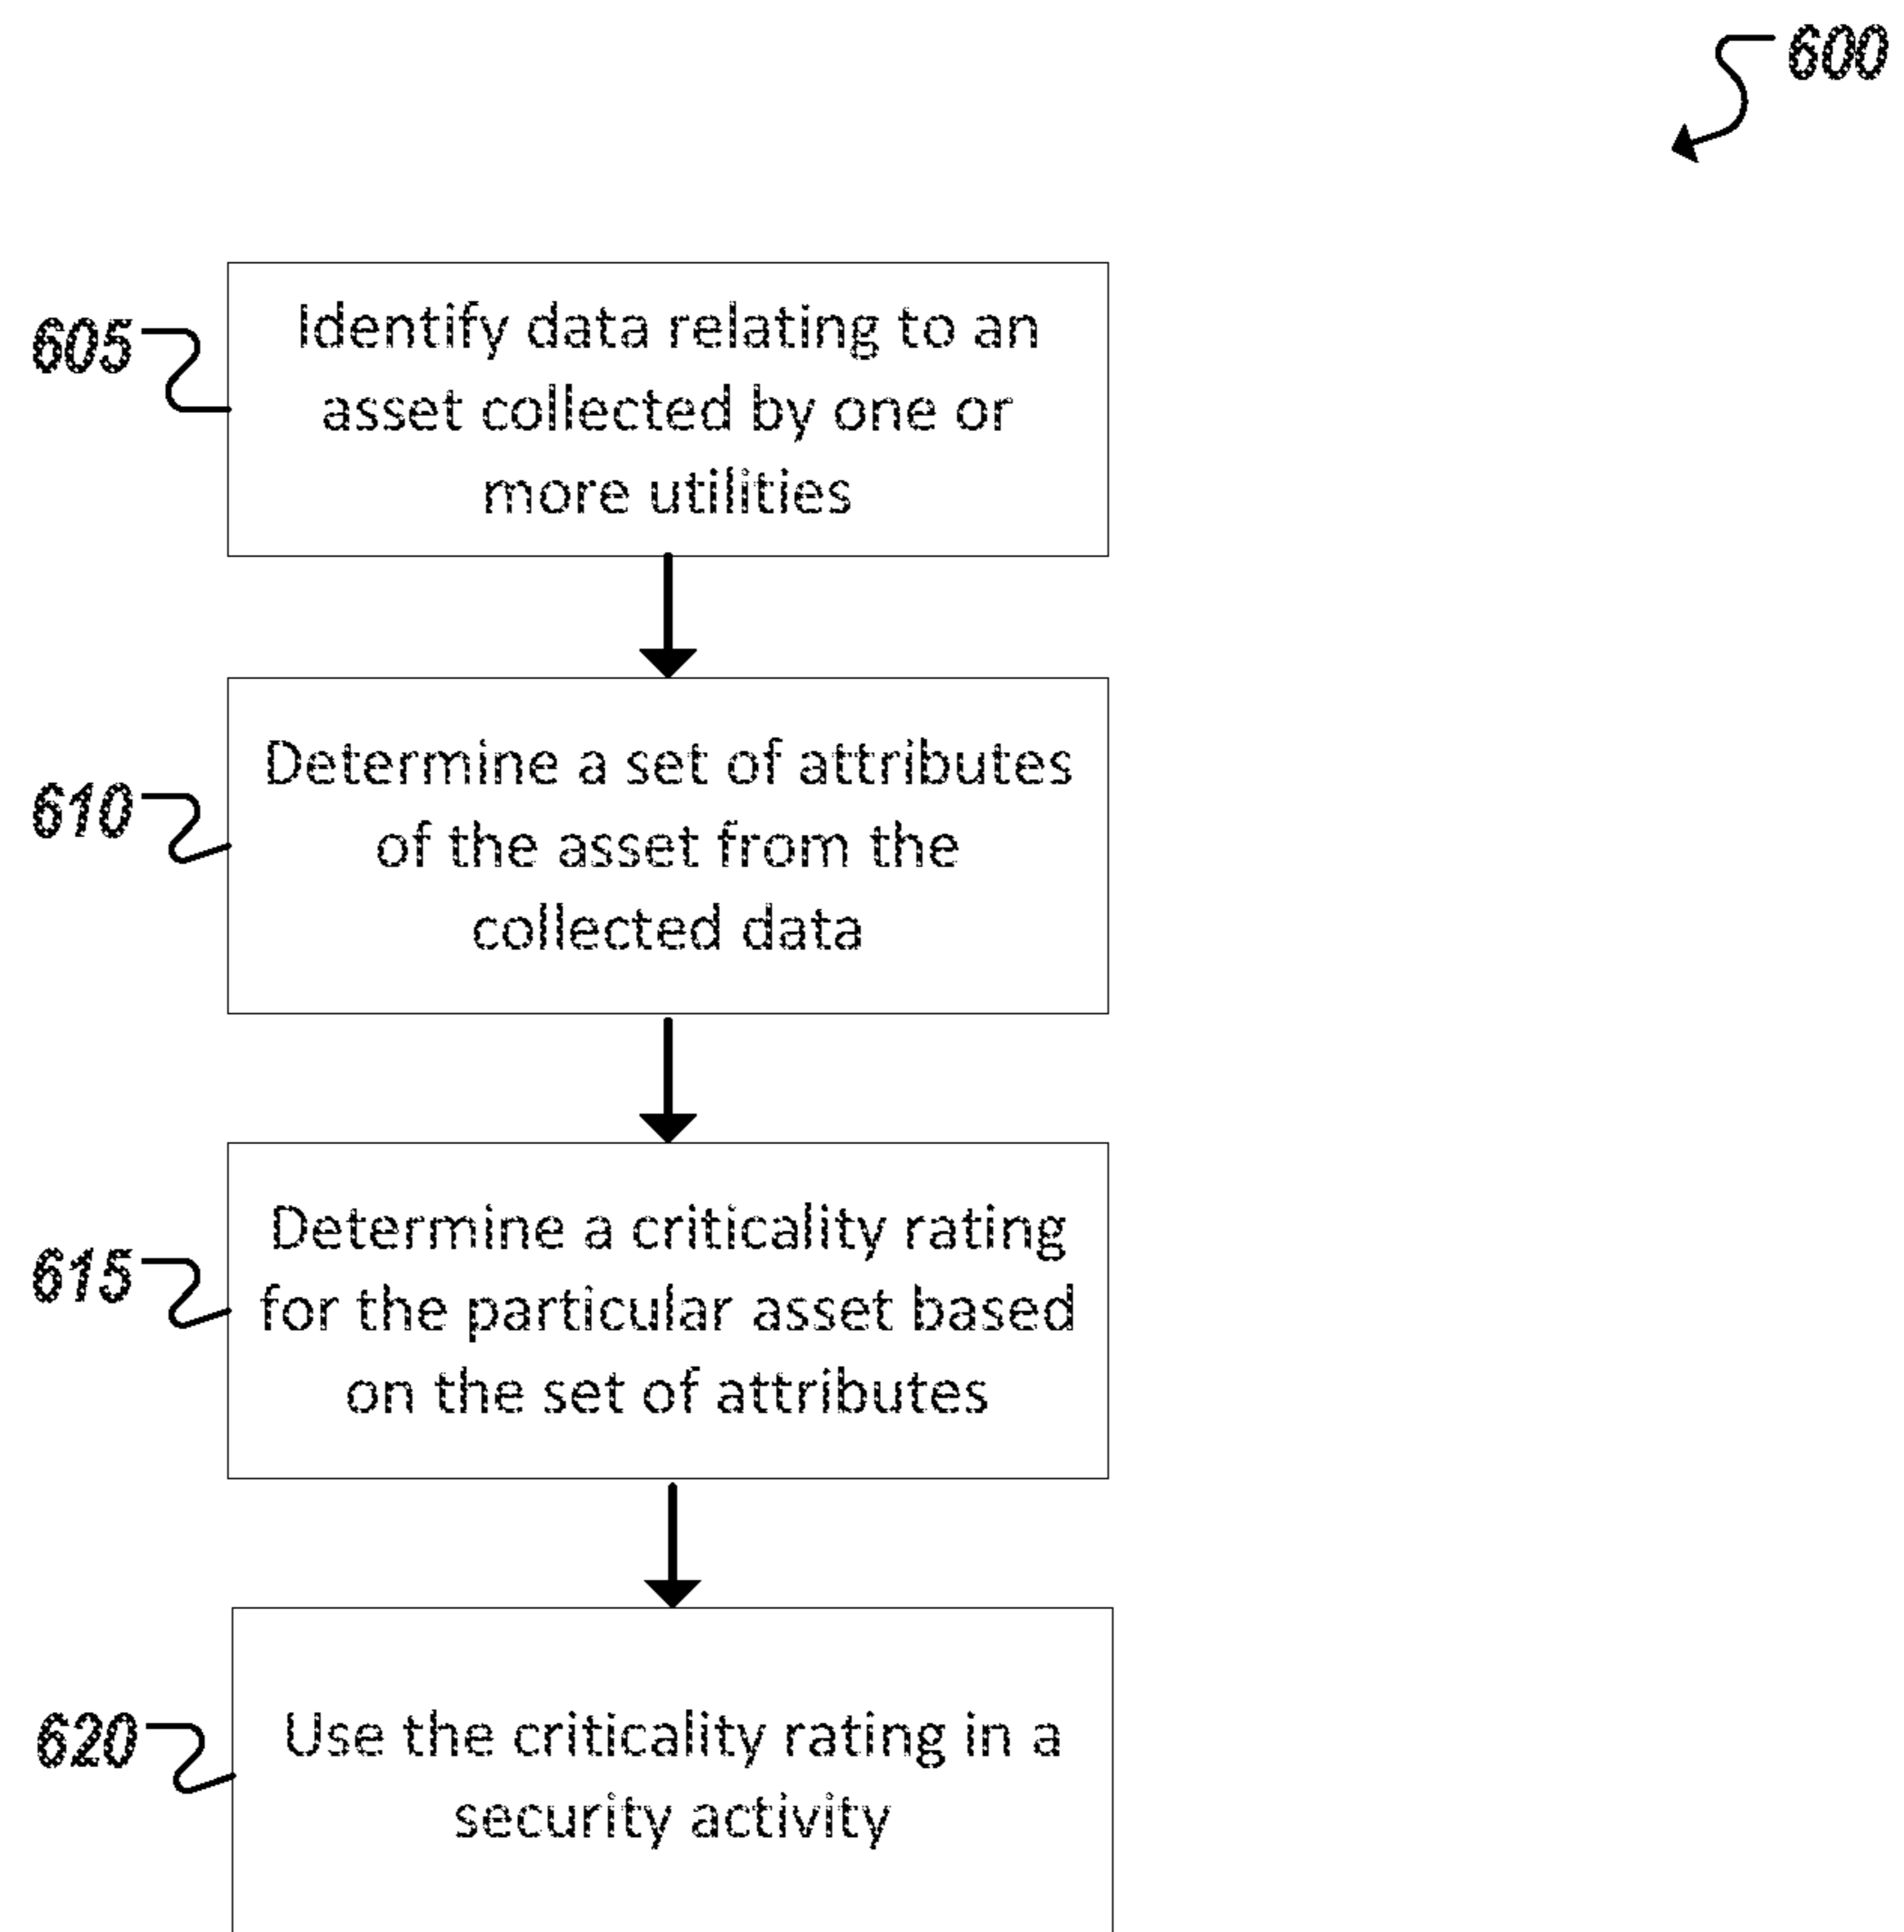 600
605
Identify data relating to an
asset collected by one or
more utilities
610
Determine a set of attributes
of the asset from the
collected data
615
Determine a criticality rating
for the particular asset based
on the set of attributes
620
Use the criticality rating in a
security activity